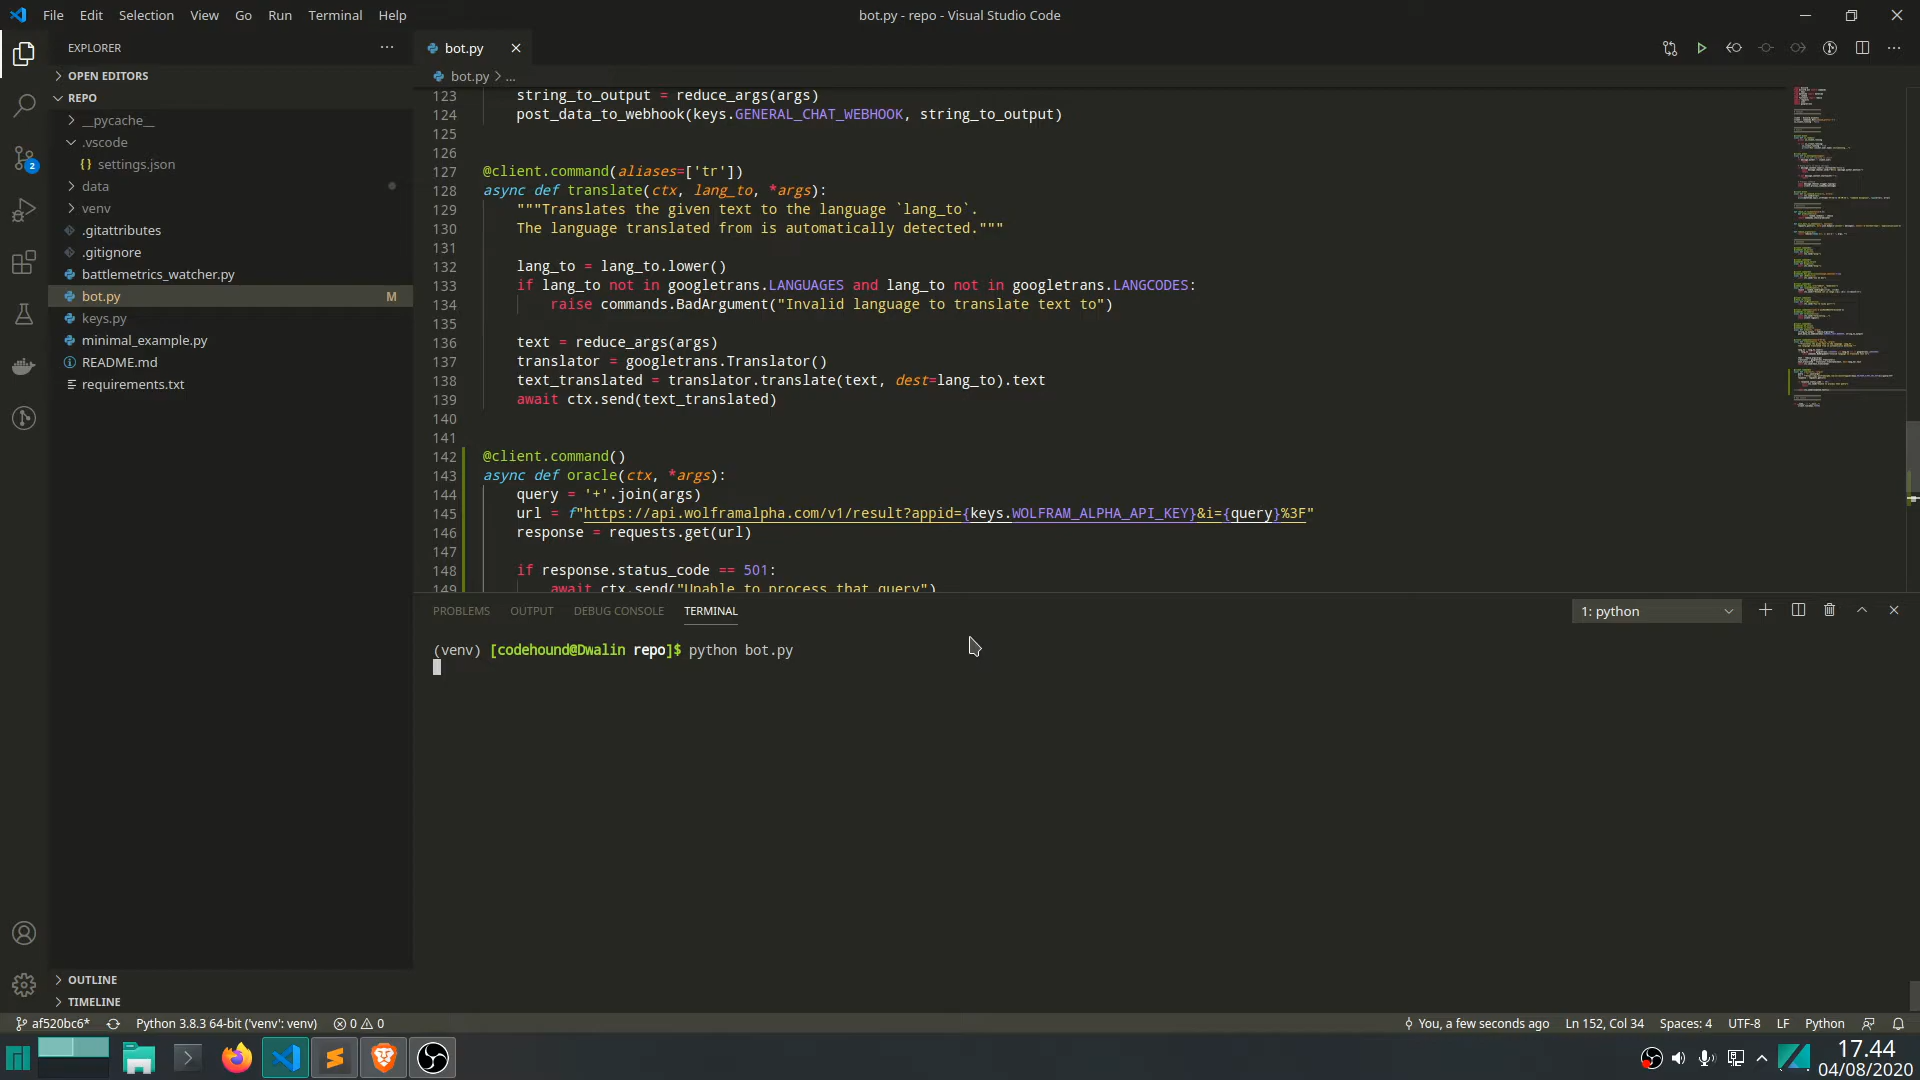 File Edit Selection View Go Run Terminal Help
bot.py - repo - Visual Studio Code
EXPLORER
OPEN EDITORS
REPO
__pycache__
.vscode
settings.json
data
venv
.gitattributes
.gitignore
battlemetrics_watcher.py
bot.py M
keys.py
minimal_example.py
README.md
requirements.txt
OUTLINE
TIMELINE
2
bot.py
bot.py > ...
123 string_to_output = reduce_args(args)
124 post_data_to_webhook(keys.GENERAL_CHAT_WEBHOOK, string_to_output)
125
126
127 @client.command(aliases=['tr'])
128 async def translate(ctx, lang_to, *args):
129 """Translates the given text to the language `lang_to`.
130 The language translated from is automatically detected."""
131
132 lang_to = lang_to.lower()
133 if lang_to not in googletrans.LANGUAGES and lang_to not in googletrans.LANGCODES:
134 raise commands.BadArgument("Invalid language to translate text to")
135
136 text = reduce_args(args)
137 translator = googletrans.Translator()
138 text_translated = translator.translate(text, dest=lang_to).text
139 await ctx.send(text_translated)
140
141
142 @client.command()
143 async def oracle(ctx, *args):
144 query = '+'.join(args)
145 url = f"https://api.wolframalpha.com/v1/result?appid={keys.WOLFRAM_ALPHA_API_KEY}&i={query}%3F"
146 response = requests.get(url)
147
148 if response.status_code == 501:
149 await ctx.send("Unable to process that query")
PROBLEMS OUTPUT DEBUG CONSOLE TERMINAL
1: python
(venv) [codehound@Dwalin repo]$ python bot.py
af520bc6* Python 3.8.3 64-bit ('venv': venv) 0 0
You, a few seconds ago Ln 152, Col 34 Spaces: 4 UTF-8 LF Python
17.44
04/08/2020